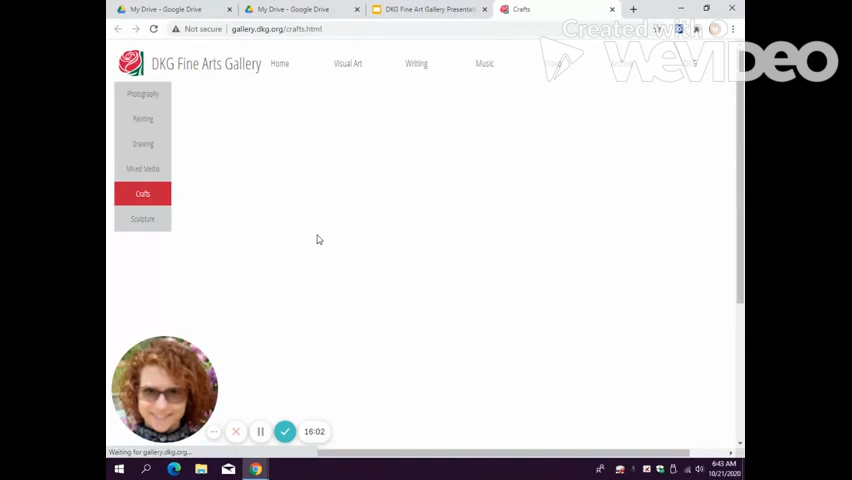 My Drive - Google Drive
My Drive - Google Drive
DKG Fine Art Gallery Presentati
Crafts
Not secure
gallery.dkg.org/crafts.html
Created with
WEVIDEO
DKG Fine Arts Gallery
Home
Visual Art
Writing
Music
Photography
Painting
Drawing
Mixed Media
Crafts
Sculpture
16:02
Waiting for gallery.dkg.org...
6:43 AM
10/21/2020